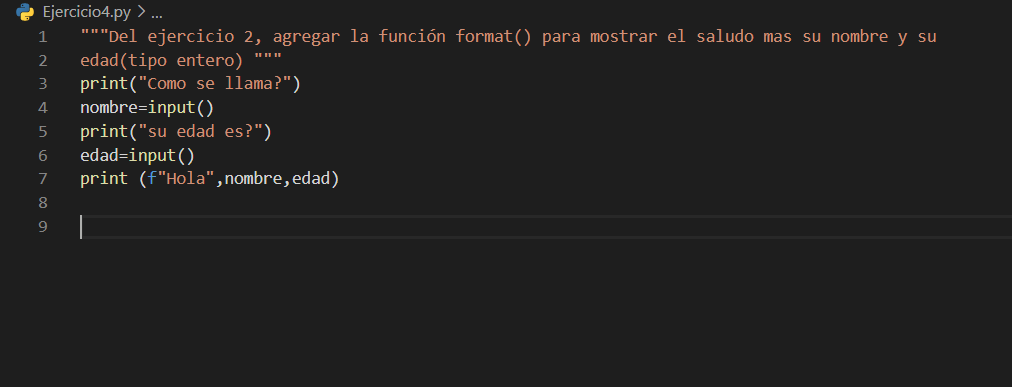 Ejercicio4.py > ...
1 """Del ejercicio 2, agregar la función format() para mostrar el saludo mas su nombre y su
2 edad(tipo entero) """
3 print("Como se llama?")
4 nombre=input()
5 print("su edad es?")
6 edad=input()
7 print (f"Hola",nombre,edad)
8
9